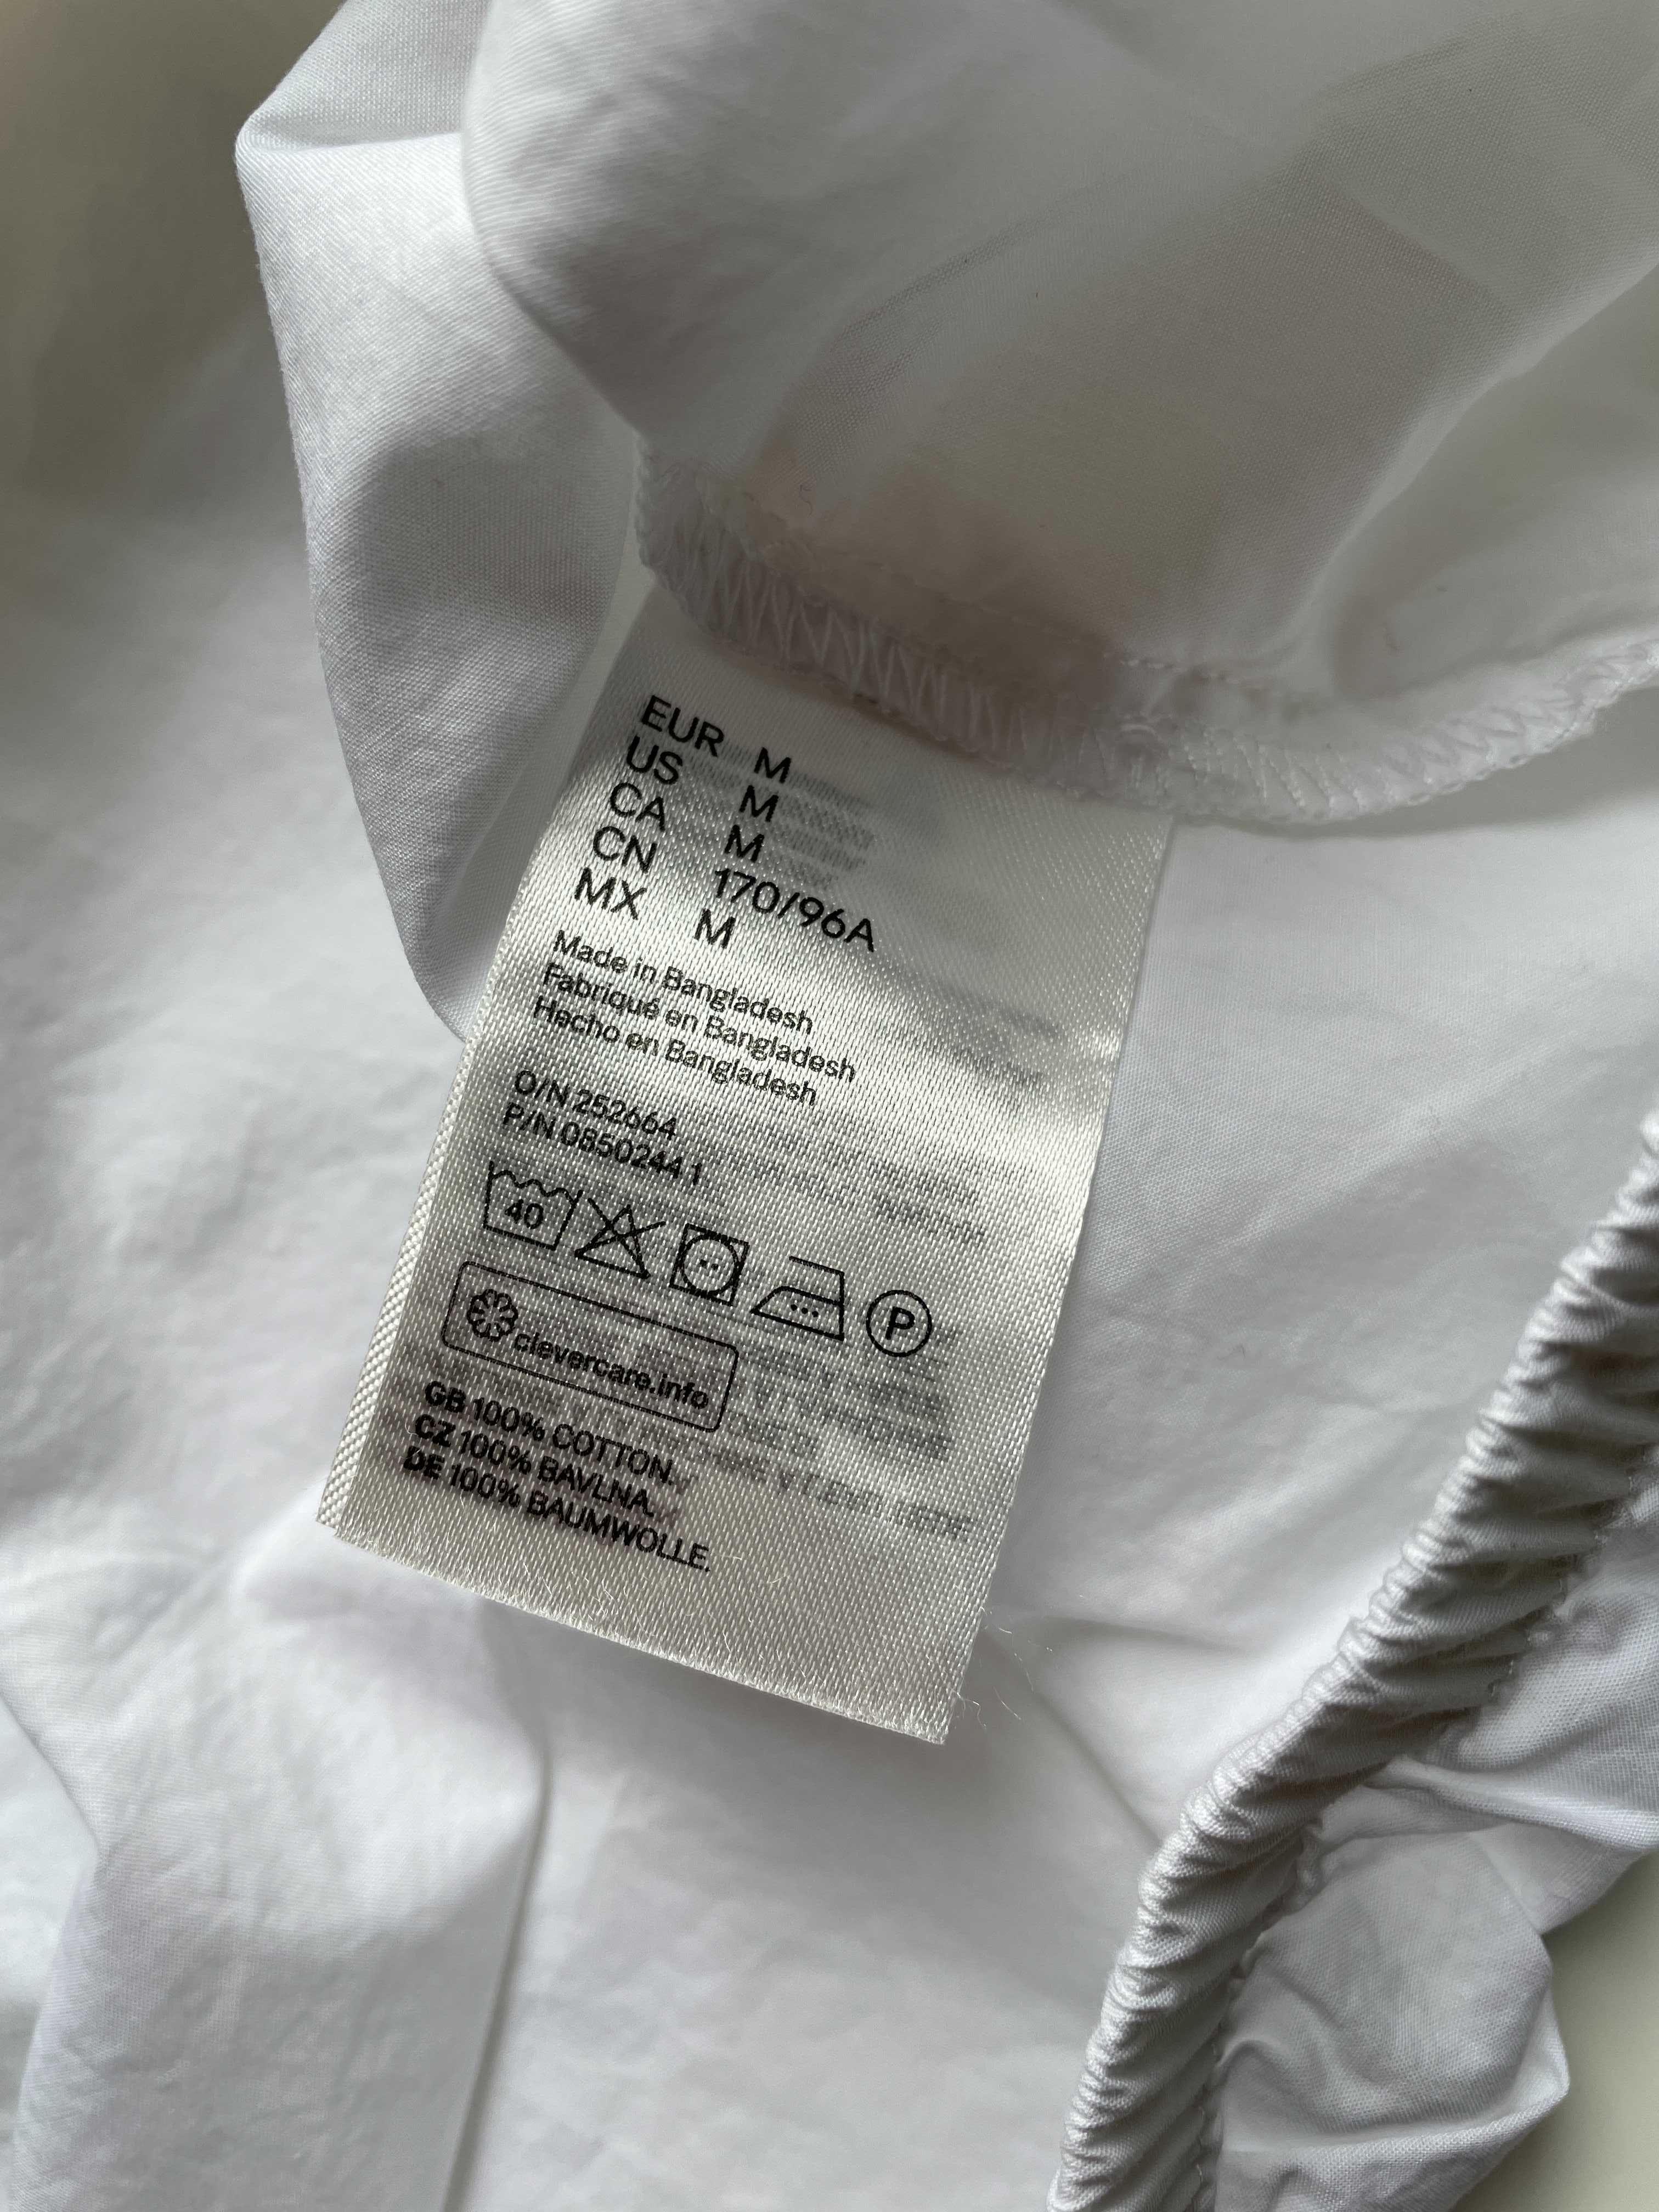 EUR M
US M
CA M
CN 170/96A
MX M
Made in Bangladesh
Fabriqué en Bangladesh
Hecho en Bangladesh
O/N 252664
P/N 0850244 1
40
P
clevercare.info
GB 100% COTTON.
CZ 100% BAVLNA.
DE 100% BAUMWOLLE.